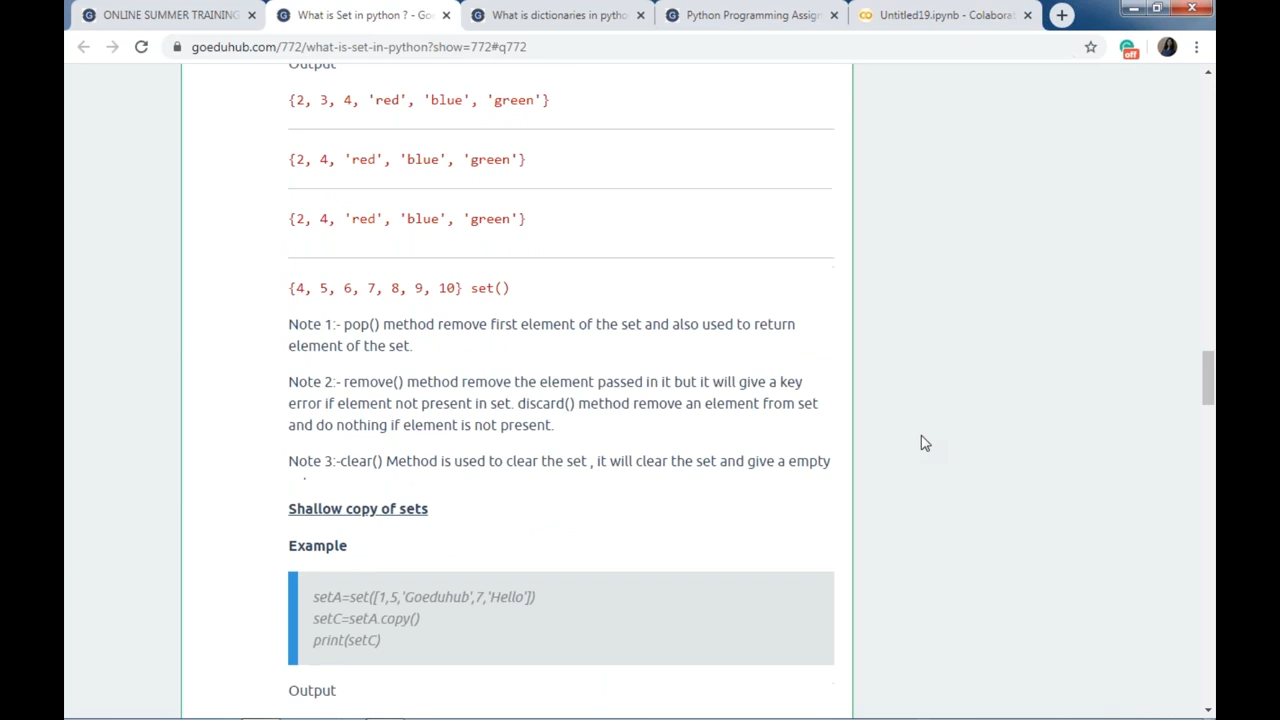 ONLINE SUMMER TRAINING
What is Set in python ? - Go
What is dictionaries in pytho
Python Programming Assign
Untitled19.ipynb - Colaborat
goeduhub.com/772/what-is-set-in-python?show=772#q772
off
Output
{2, 3, 4, 'red', 'blue', 'green'}
{2, 4, 'red', 'blue', 'green'}
{2, 4, 'red', 'blue', 'green'}
{4, 5, 6, 7, 8, 9, 10} set()
Note 1:- pop() method remove first element of the set and also used to return
element of the set.
Note 2:- remove() method remove the element passed in it but it will give a key
error if element not present in set. discard() method remove an element from set
and do nothing if element is not present.
Note 3:-clear() Method is used to clear the set , it will clear the set and give a empty
Shallow copy of sets
Example
setA=set([1,5,'Goeduhub',7,'Hello'])
setC=setA.copy()
print(setC)
Output